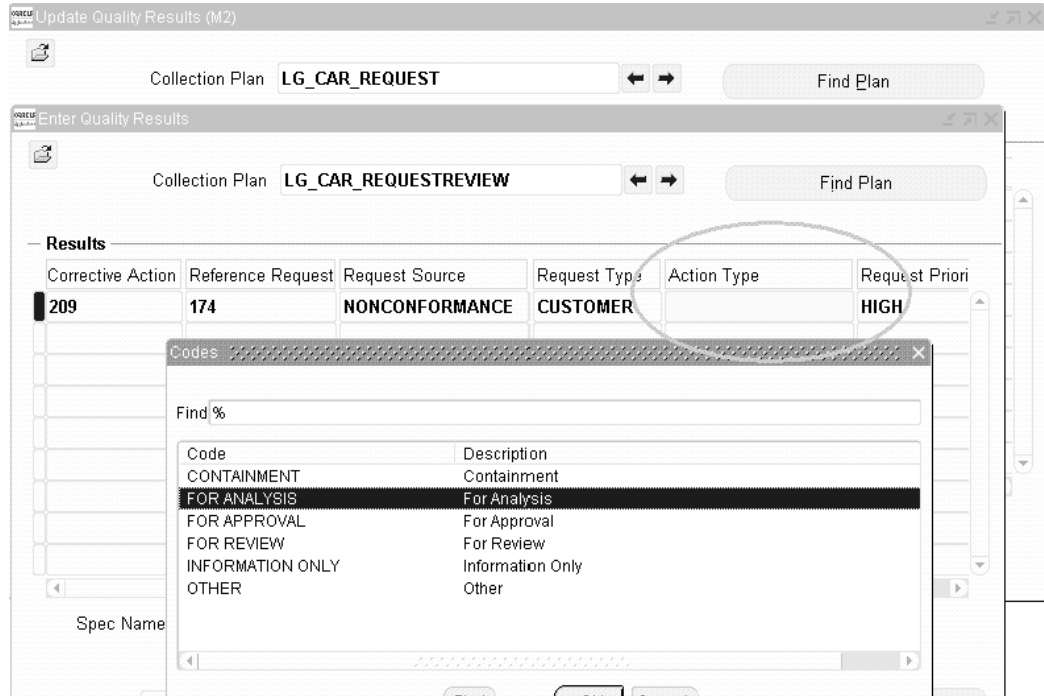 Update Quality Results (M2)
Collection Plan LG_CAR_REQUEST Find Plan
Enter Quality Results
Collection Plan LG_CAR_REQUESTREVIEW Find Plan
Results
Corrective Action Reference Request Request Source Request Type Action Type Request Priori
209 174 NONCONFORMANCE CUSTOMER HIGH
Codes
Find %
Code Description
CONTAINMENT Containment
FOR ANALYSIS For Analysis
FOR APPROVAL For Approval
FOR REVIEW For Review
INFORMATION ONLY Information Only
OTHER Other
Spec Name